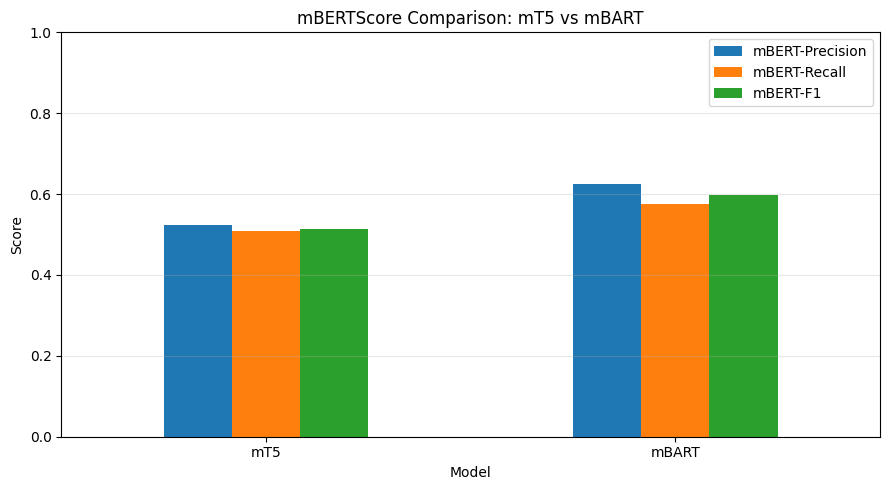 mBERTScore Comparison: mT5 vs mBART
mBERT-Precision
mBERT-Recall
mBERT-F1
1.0
0.8
0.6
0.4
0.2
0.0
Score
mT5
mBART
Model